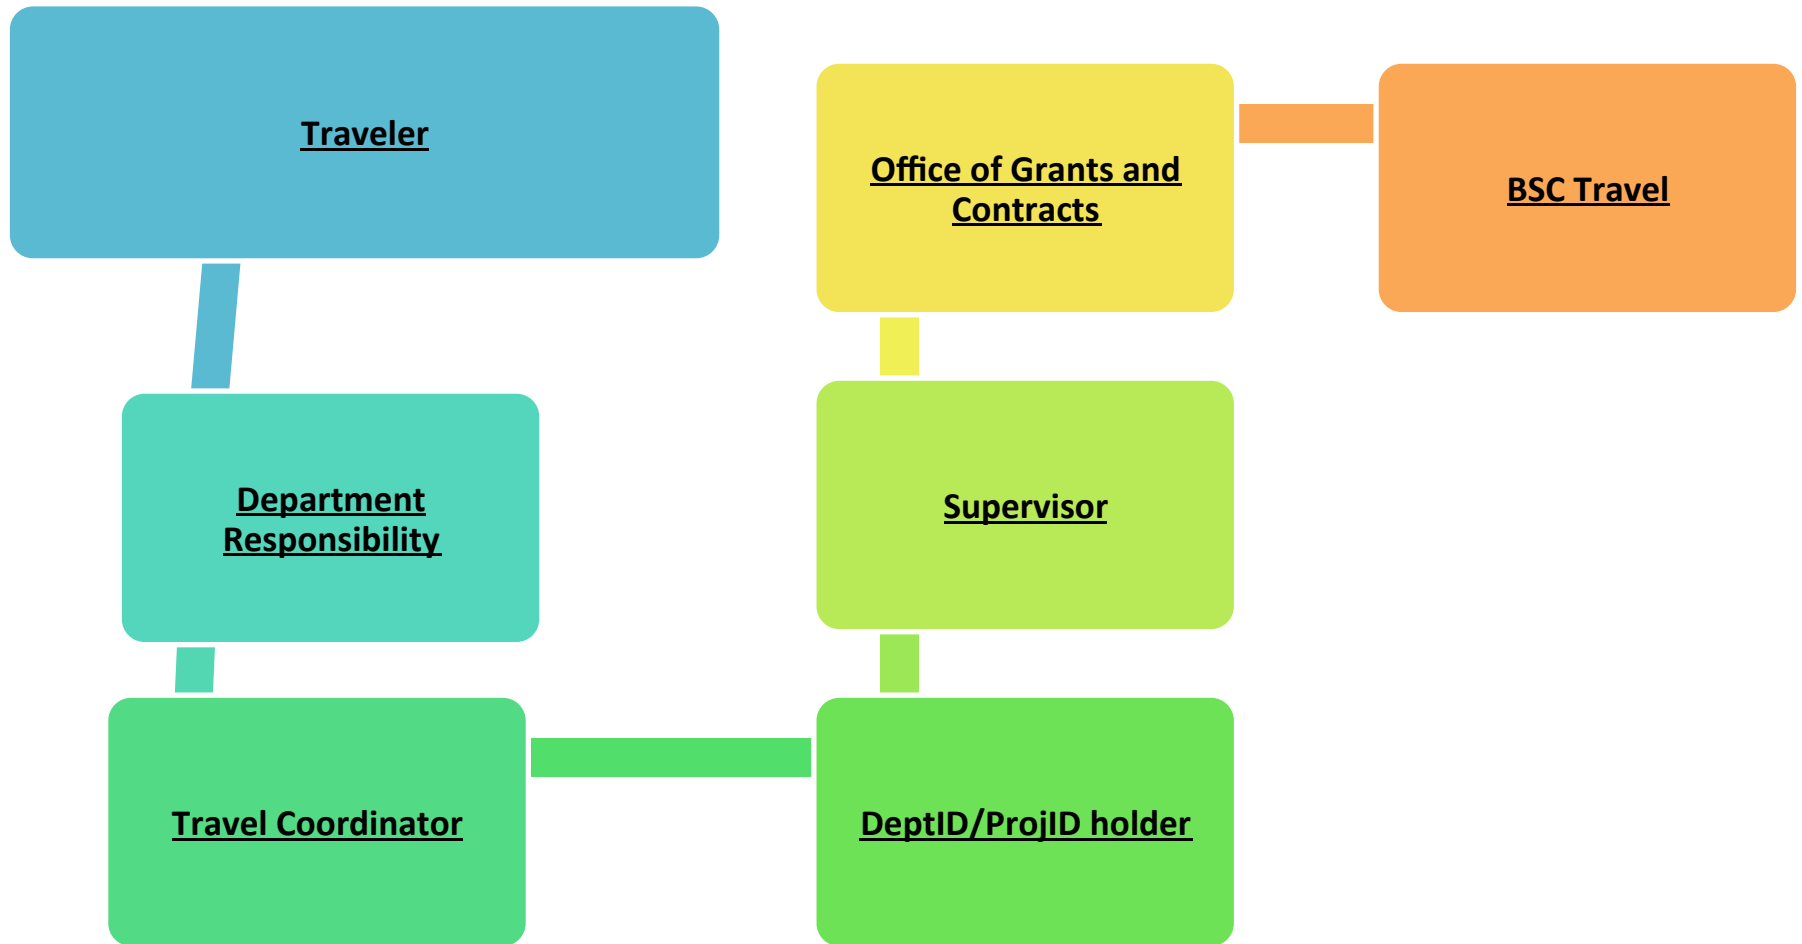 Traveler
Department
Responsibility
Travel Coordinator
DeptID/ProjID holder
Supervisor
Office of Grants and
Contracts
BSC Travel